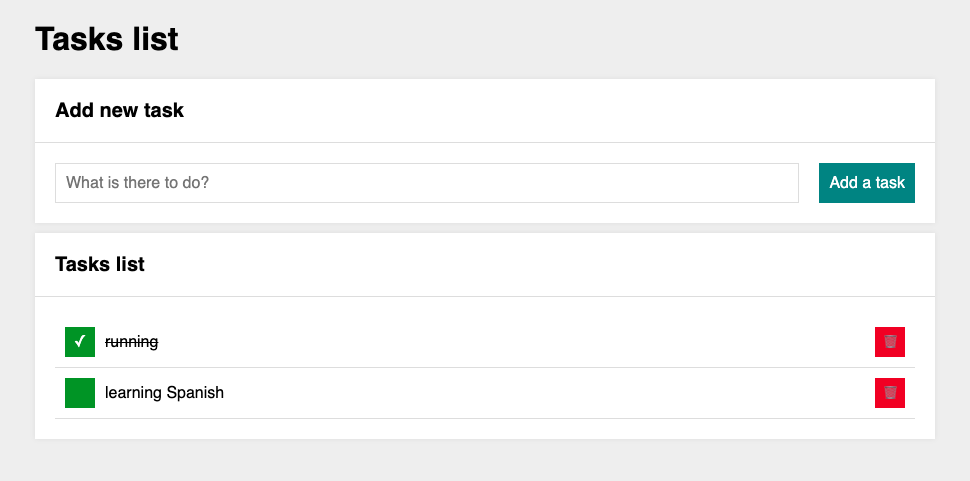 Tasks list
Add new task
What is there to do?
Add a task
Tasks list
✓ running
learning Spanish